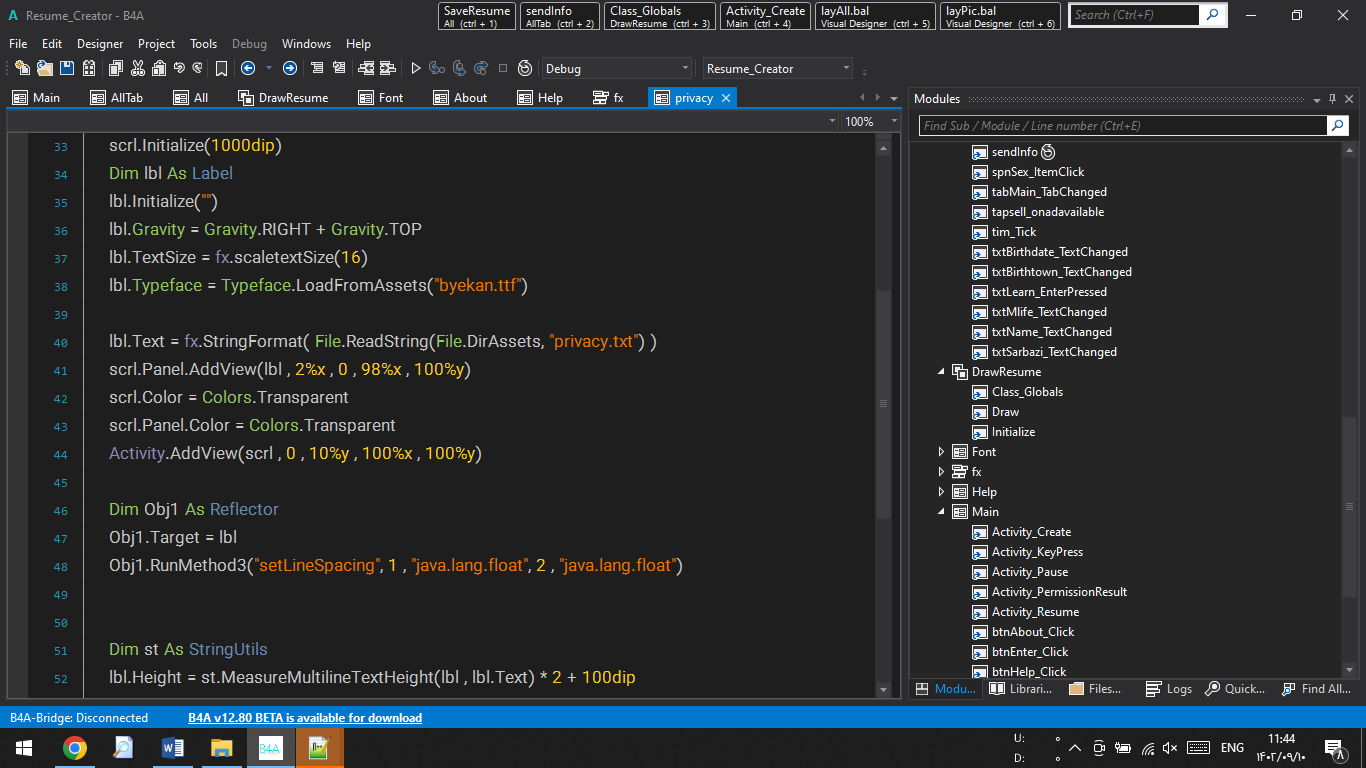 Resume_Creator - B4A
SaveResume
All (ctrl + 1)
sendInfo
AllTab (ctrl + 2)
Class_Globals
DrawResume (ctrl + 3)
Activity_Create
Main (ctrl + 4)
layAll.bal
Visual Designer (ctrl + 5)
layPic.bal
Visual Designer (ctrl + 6)
Search (Ctrl+F)
File Edit Designer Project Tools Debug Windows Help
Debug
Resume_Creator
Main AllTab All DrawResume Font About Help fx privacy
100%
33 scrl.Initialize(1000dip)
34 Dim lbl As Label
35 lbl.Initialize("")
36 lbl.Gravity = Gravity.RIGHT + Gravity.TOP
37 lbl.TextSize = fx.scaletextSize(16)
38 lbl.Typeface = Typeface.LoadFromAssets("byekan.ttf")
39
40 lbl.Text = fx.StringFormat( File.ReadString(File.DirAssets, "privacy.txt") )
41 scrl.Panel.AddView(lbl , 2%x , 0 , 98%x , 100%y)
42 scrl.Color = Colors.Transparent
43 scrl.Panel.Color = Colors.Transparent
44 Activity.AddView(scrl , 0 , 10%y , 100%x , 100%y)
45
46 Dim Obj1 As Reflector
47 Obj1.Target = lbl
48 Obj1.RunMethod3("setLineSpacing", 1 , "java.lang.float", 2 , "java.lang.float")
49
50
51 Dim st As StringUtils
52 lbl.Height = st.MeasureMultilineTextHeight(lbl , lbl.Text) * 2 + 100dip
Modules
Find Sub / Module / Line number (Ctrl+E)
sendInfo
spnSex_ItemClick
tabMain_TabChanged
tapsell_onadavailable
tim_Tick
txtBirthdate_TextChanged
txtBirthtown_TextChanged
txtLearn_EnterPressed
txtMlife_TextChanged
txtName_TextChanged
txtSarbazi_TextChanged
DrawResume
Class_Globals
Draw
Initialize
Font
fx
Help
Main
Activity_Create
Activity_KeyPress
Activity_Pause
Activity_PermissionResult
Activity_Resume
btnAbout_Click
btnEnter_Click
btnHelp_Click
Modu... Librari... Files... Logs Quick... Find All...
B4A-Bridge: Disconnected
B4A v12.80 BETA is available for download
B4A
U:
D:
ENG
11:44
۱۴۰۲/۰۹/۱۰
۸